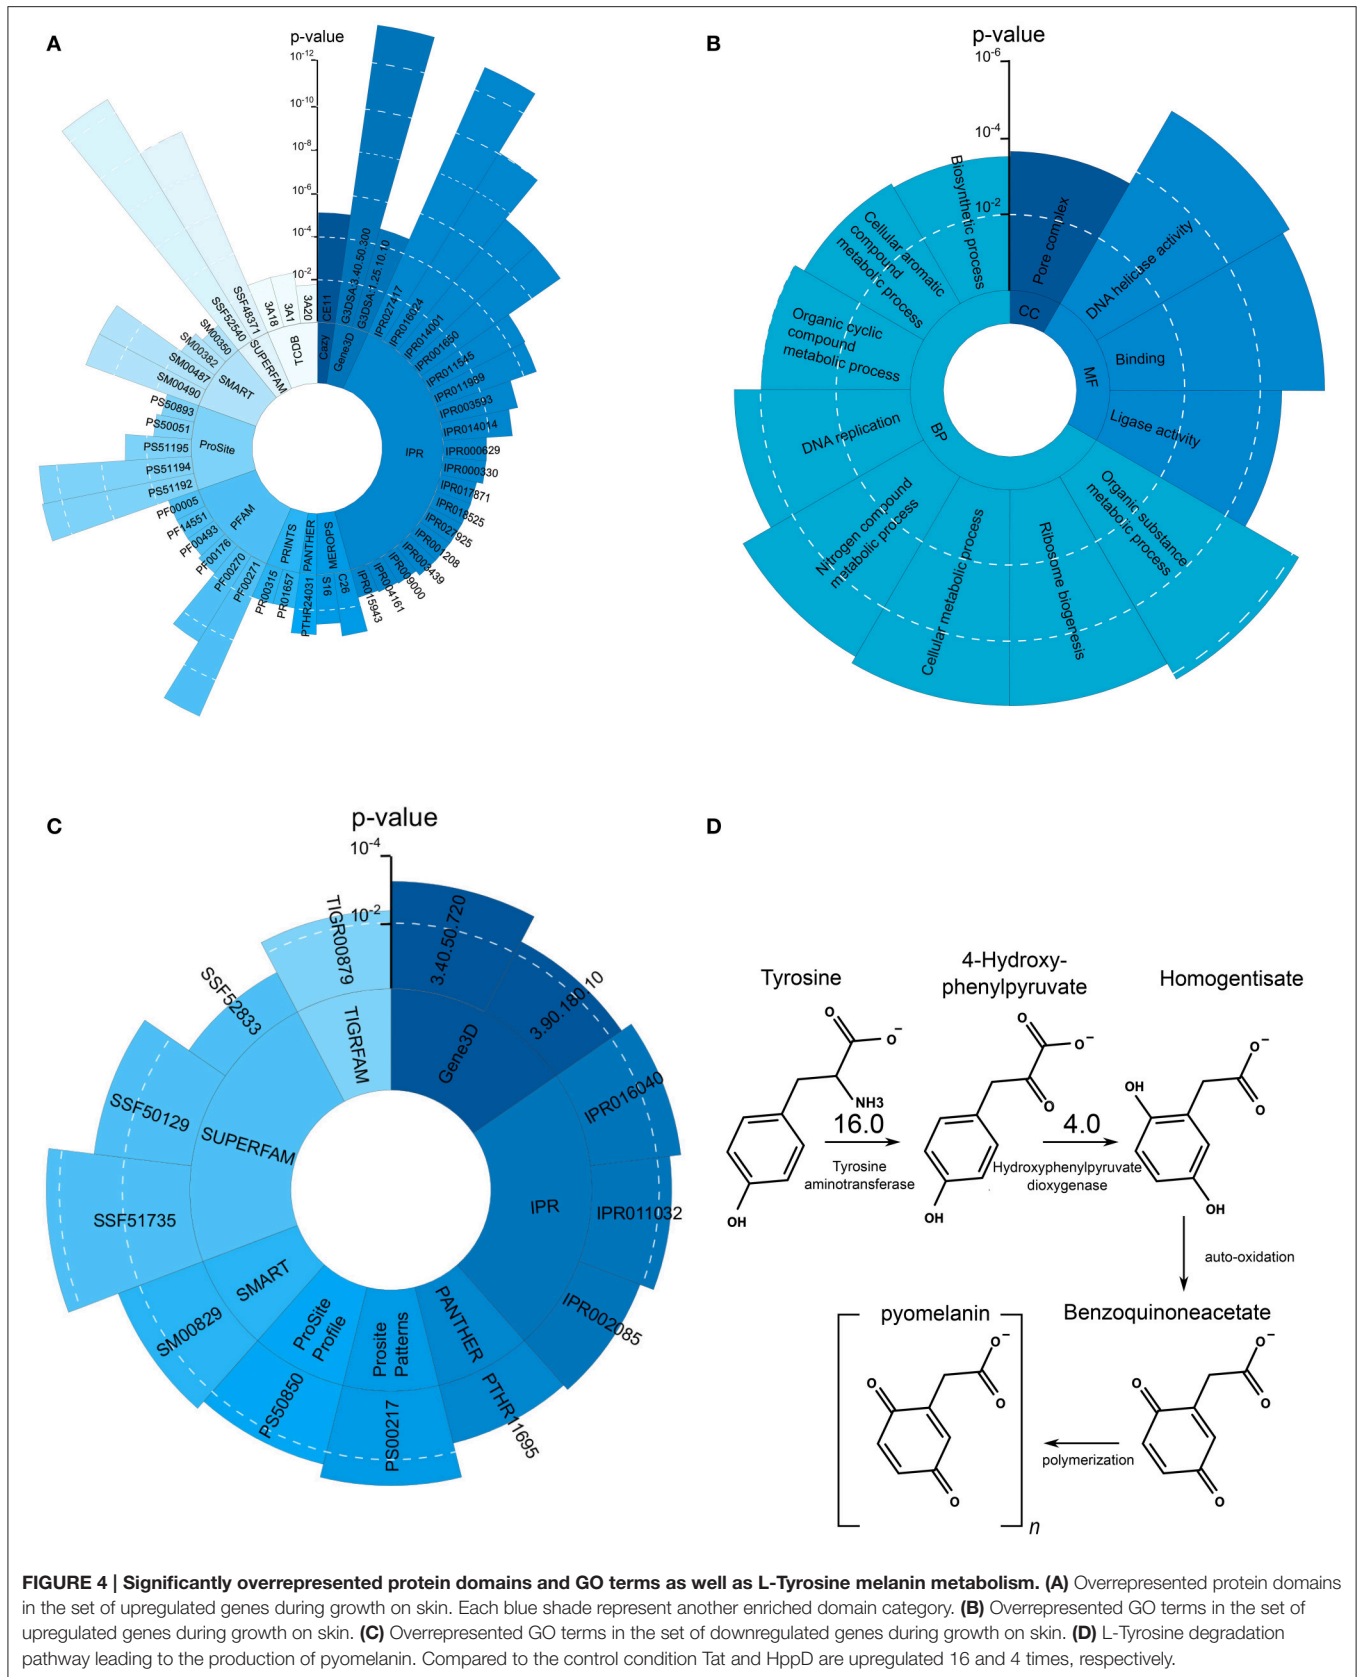 A
p-value
10-12
10-10
10-8
10-6
10-4
10-2
CE11
G3DSA:3.40.50.300
G3DSA:1.25.10.10
IPR027417
IPR016024
IPR014001
IPR001650
IPR011545
IPR011989
IPR003593
IPR014014
IPR000629
IPR000330
IPR017871
IPR018525
IPR027925
IPR001208
IPR003439
IPR009000
IPR004161
IPR015943
C26
S16
PTHR24031
PR01657
PR00315
PF00271
PF00270
PF00176
PF00493
PF14551
PF00005
PS51192
PS51194
PS51195
PS50051
PS50893
SM00490
SM00487
SM00382
SM00350
SSF52540
SSF48371
3A18
3A1
3A20
Cazy
Gene3D
IPR
MEROPS
PANTHER
PRINTS
PFAM
ProSite
SMART
SUPERFAM
TCDB
B
p-value
10-6
10-4
10-2
Pore complex
DNA helicase activity
Binding
Ligase activity
Organic substance
metabolic process
Ribosome biogenesis
Cellular metabolic process
Nitrogen compound
metabolic process
DNA replication
Organic cyclic
compound
metabolic process
Cellular aromatic
compound
metabolic process
Biosynthetic process
CC
MF
BP
C
p-value
10-4
10-2
3.40.50.720
3.90.180.10
IPR016040
IPR011032
IPR002085
PTHR11695
PS00217
PS50850
SM00829
SSF51735
SSF50129
SSF52833
TIGR00879
Gene3D
IPR
PANTHER
Prosite
Patterns
ProSite
Profile
SMART
SUPERFAM
TIGRFAM
D
Tyrosine
4-Hydroxy-
phenylpyruvate
Homogentisate
O
O−
NH3
OH
16.0
Tyrosine
aminotransferase
O
O−
O
OH
4.0
Hydroxyphenylpyruvate
dioxygenase
O−
O
OH
OH
auto-oxidation
Benzoquinoneacetate
O−
O
O
O
polymerization
pyomelanin
O−
O
O
O
n
FIGURE 4 | Significantly overrepresented protein domains and GO terms as well as L-Tyrosine melanin metabolism. (A) Overrepresented protein domains
in the set of upregulated genes during growth on skin. Each blue shade represent another enriched domain category. (B) Overrepresented GO terms in the set of
upregulated genes during growth on skin. (C) Overrepresented GO terms in the set of downregulated genes during growth on skin. (D) L-Tyrosine degradation
pathway leading to the production of pyomelanin. Compared to the control condition Tat and HppD are upregulated 16 and 4 times, respectively.